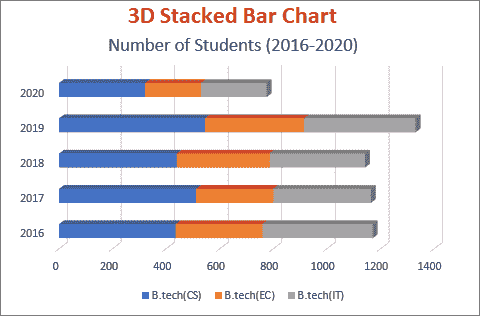 3D Stacked Bar Chart
Number of Students (2016-2020)
2020
2019
2018
2017
2016
0 200 400 600 800 1000 1200 1400
B.tech(CS) B.tech(EC) B.tech(IT)